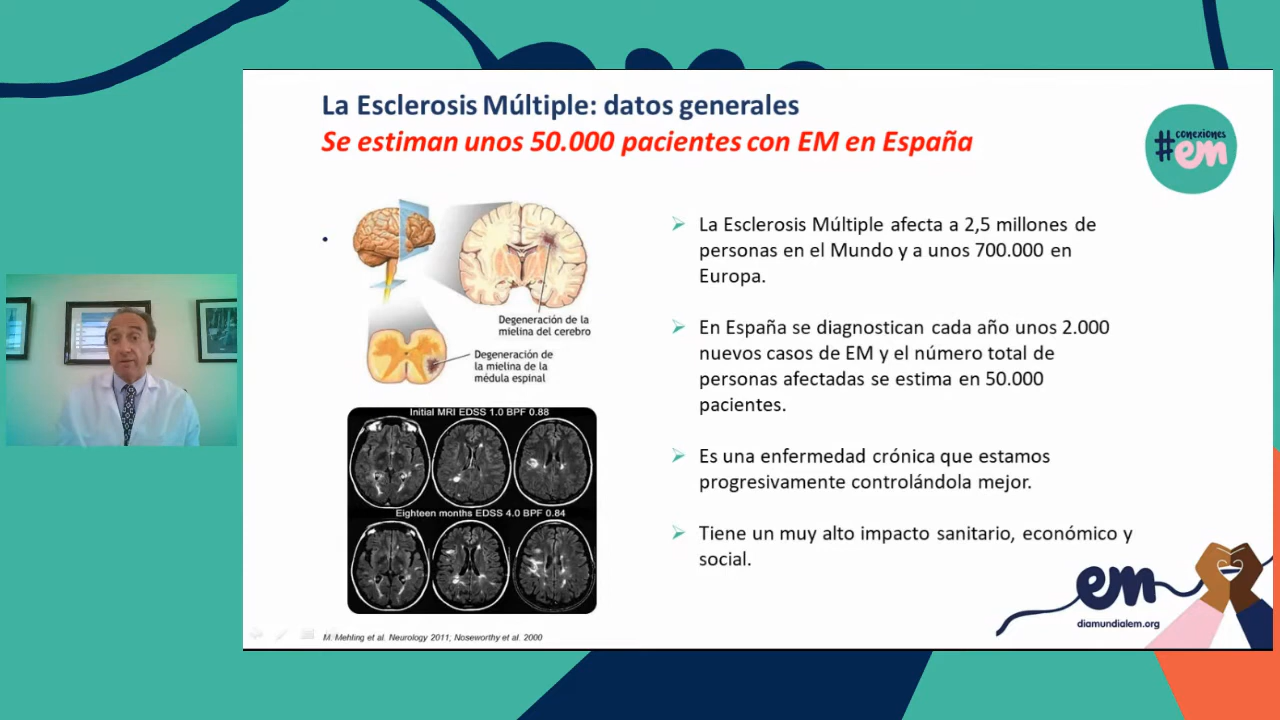 La Esclerosis Múltiple: datos generales
Se estiman unos 50.000 pacientes con EM en España
#conexiones
em
Degeneración de la
mielina del cerebro
Degeneración de
la mielina de la
médula espinal
Initial MRI EDSS 1.0 BPF 0.88
Eighteen months EDSS 4.0 BPF 0.84
La Esclerosis Múltiple afecta a 2,5 millones de
personas en el Mundo y a unos 700.000 en
Europa.
En España se diagnostican cada año unos 2.000
nuevos casos de EM y el número total de
personas afectadas se estima en 50.000
pacientes.
Es una enfermedad crónica que estamos
progresivamente controlándola mejor.
Tiene un muy alto impacto sanitario, económico y
social.
em
diamundialem.org
M. Mehling et al. Neurology 2011; Noseworthy et al. 2000